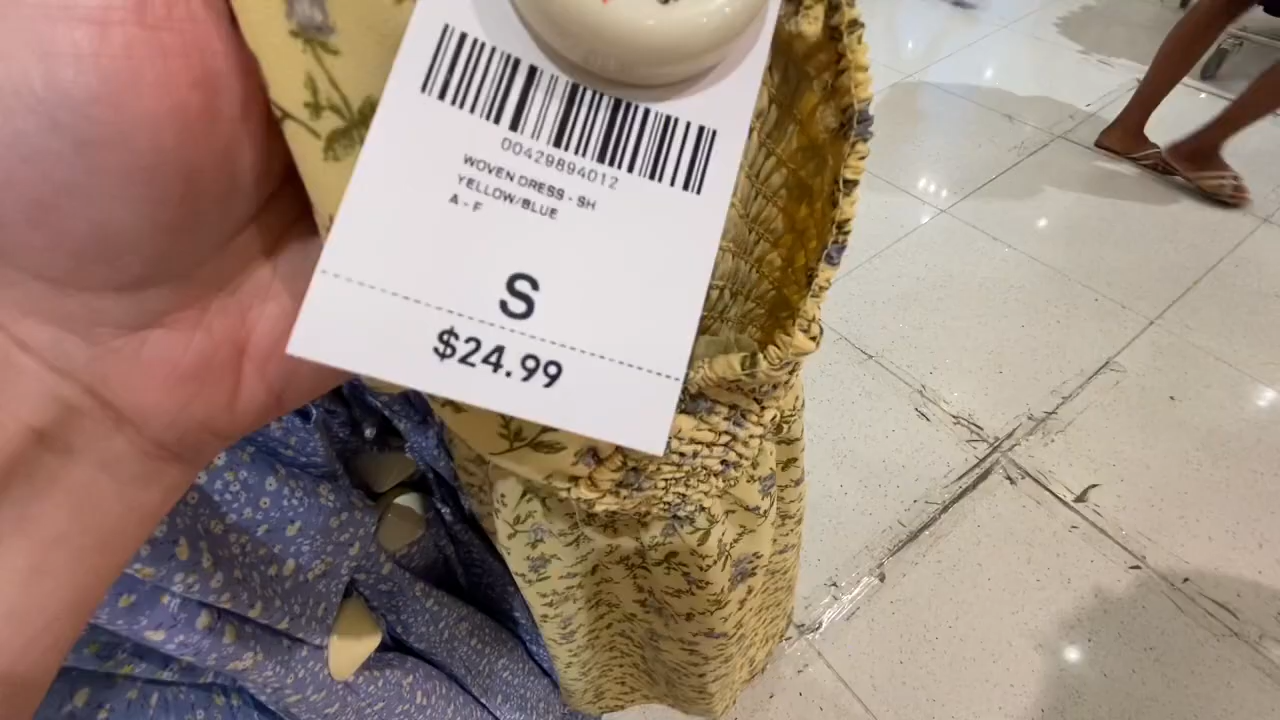 00429894012
WOVEN DRESS - SH
YELLOW/BLUE
A - F
S
$24.99